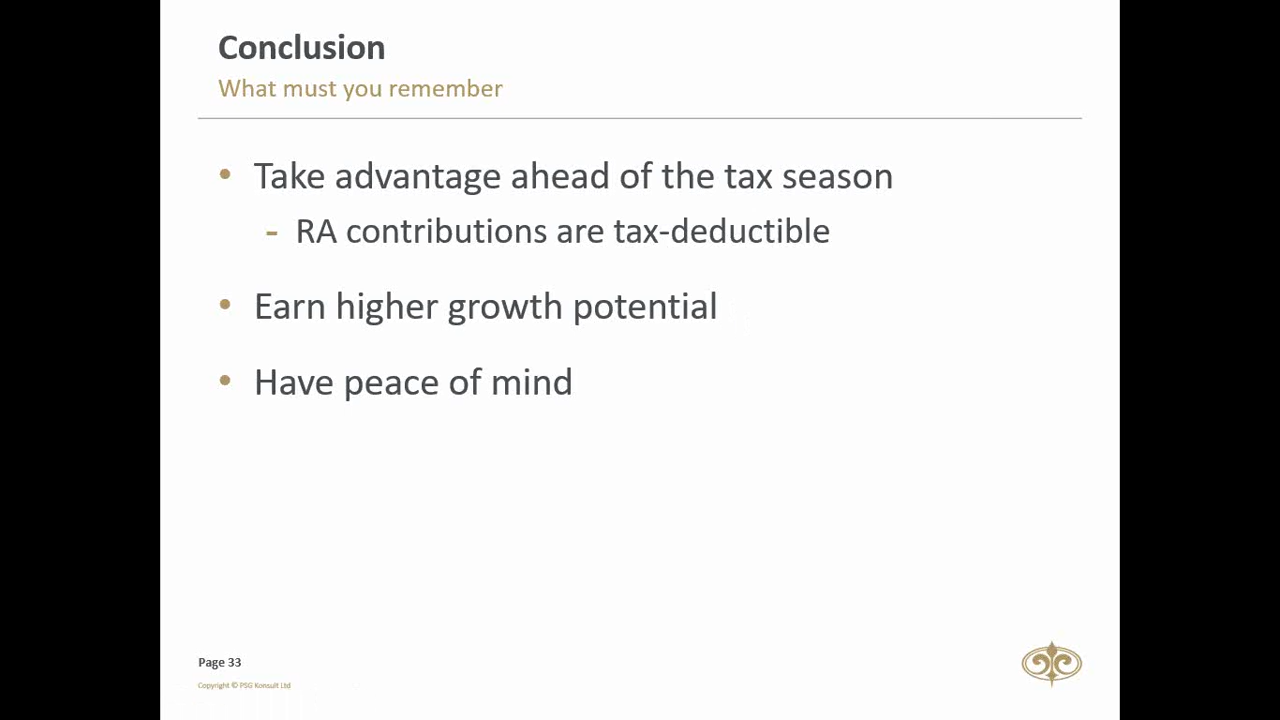 Conclusion
What must you remember
• Take advantage ahead of the tax season
- RA contributions are tax-deductible
• Earn higher growth potential
• Have peace of mind
Page 33
Copyright © PSG Konsult Ltd